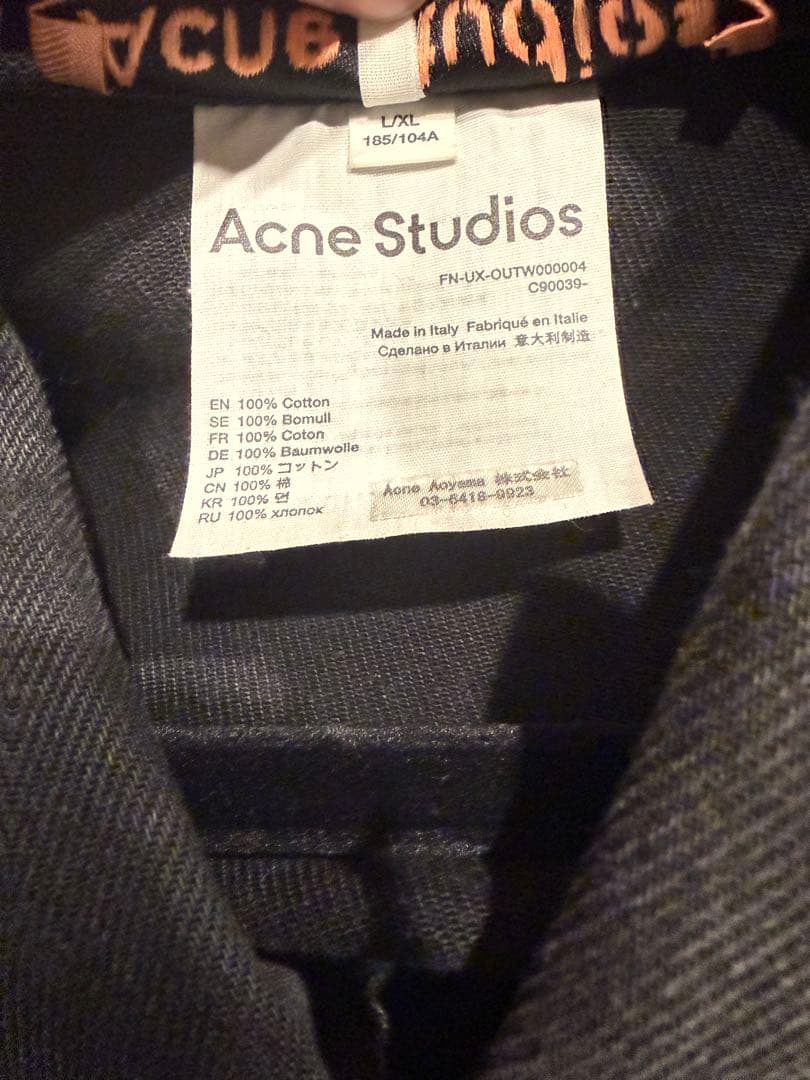 Acne Studios
L/XL
185/104A
Acne Studios
FN-UX-OUTW000004
C90039-
Made in Italy Fabriqué en Italie
Сделано в Италии 意大利制造
EN 100% Cotton
SE 100% Bomull
FR 100% Coton
DE 100% Baumwolle
JP 100% コットン
CN 100% 棉
KR 100% 면
RU 100% хлопок
Acne Aoyama 株式会社
03-6418-9923